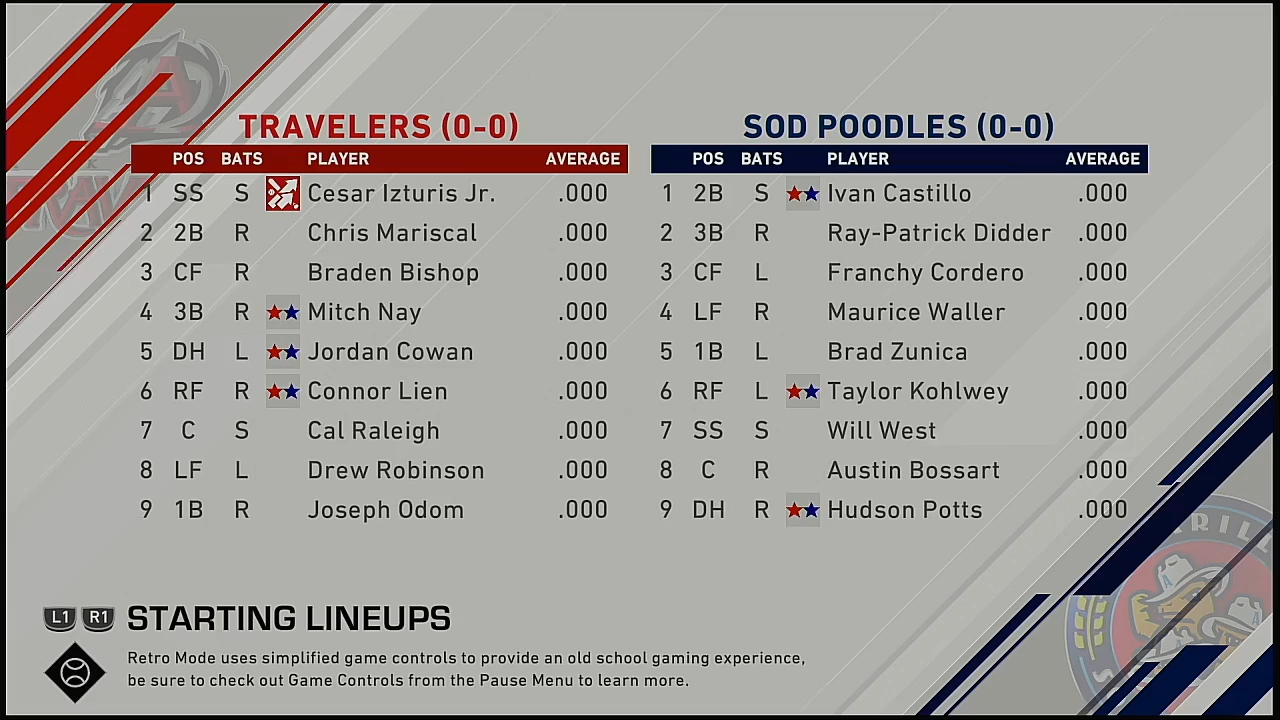 TRAVELERS (0-0)
POS BATS PLAYER AVERAGE
1 SS S Cesar Izturis Jr. .000
2 2B R Chris Mariscal .000
3 CF R Braden Bishop .000
4 3B R Mitch Nay .000
5 DH L Jordan Cowan .000
6 RF R Connor Lien .000
7 C S Cal Raleigh .000
8 LF L Drew Robinson .000
9 1B R Joseph Odom .000
SOD POODLES (0-0)
POS BATS PLAYER AVERAGE
1 2B S Ivan Castillo .000
2 3B R Ray-Patrick Didder .000
3 CF L Franchy Cordero .000
4 LF R Maurice Waller .000
5 1B L Brad Zunica .000
6 RF L Taylor Kohlwey .000
7 SS S Will West .000
8 C R Austin Bossart .000
9 DH R Hudson Potts .000
L1 R1 STARTING LINEUPS
Retro Mode uses simplified game controls to provide an old school gaming experience,
be sure to check out Game Controls from the Pause Menu to learn more.